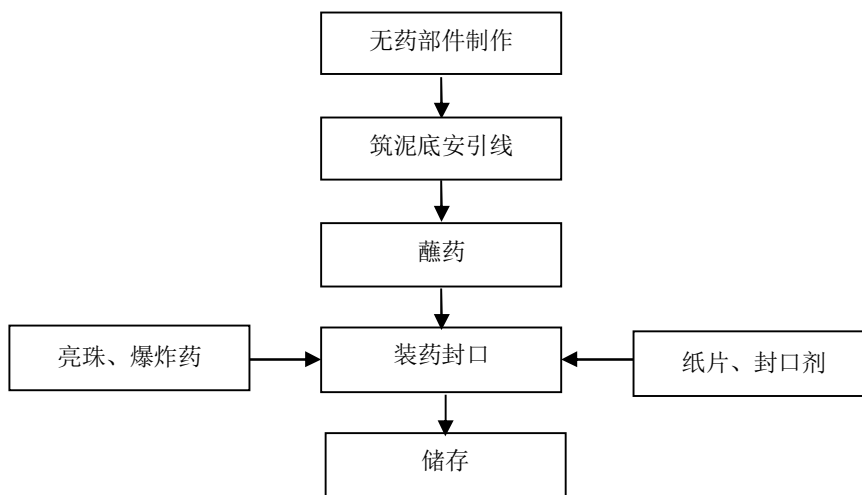 无药部件制作
筑泥底安引线
蘸药
亮珠、爆炸药
装药封口
纸片、封口剂
储存